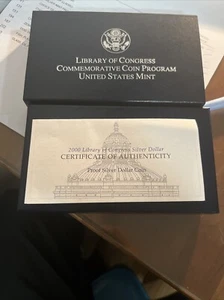 Library of Congress
Commemorative Coin Program
United States Mint
2000 Library of Congress Silver Dollar
CERTIFICATE OF AUTHENTICITY
Proof Silver Dollar Coin